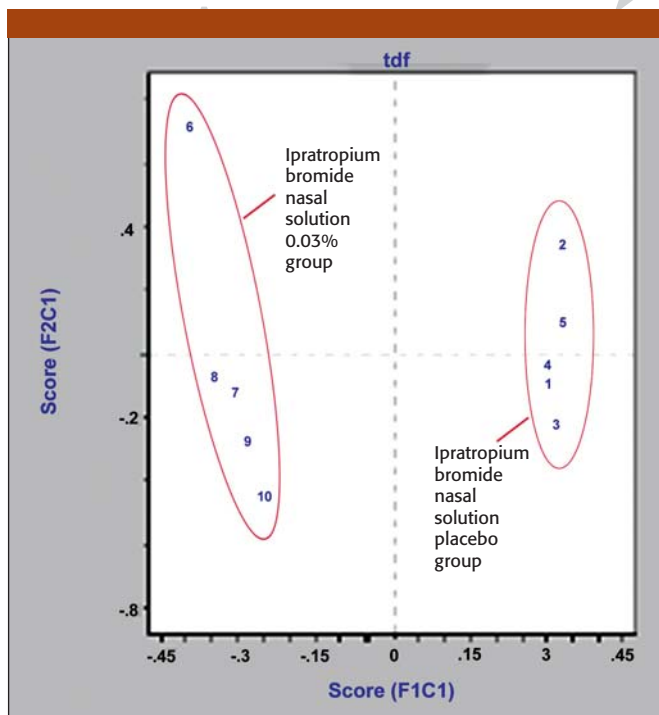 tdf
6
Ipratropium
bromide
nasal
solution
0.03%
group
.4
2
5
Score (F2C1)
4
8
1
7
-.2
3
9
Ipratropium
bromide
nasal
solution
placebo
group
10
-.8
-.45 -.3 -.15 0 .15 3 .45
Score (F1C1)